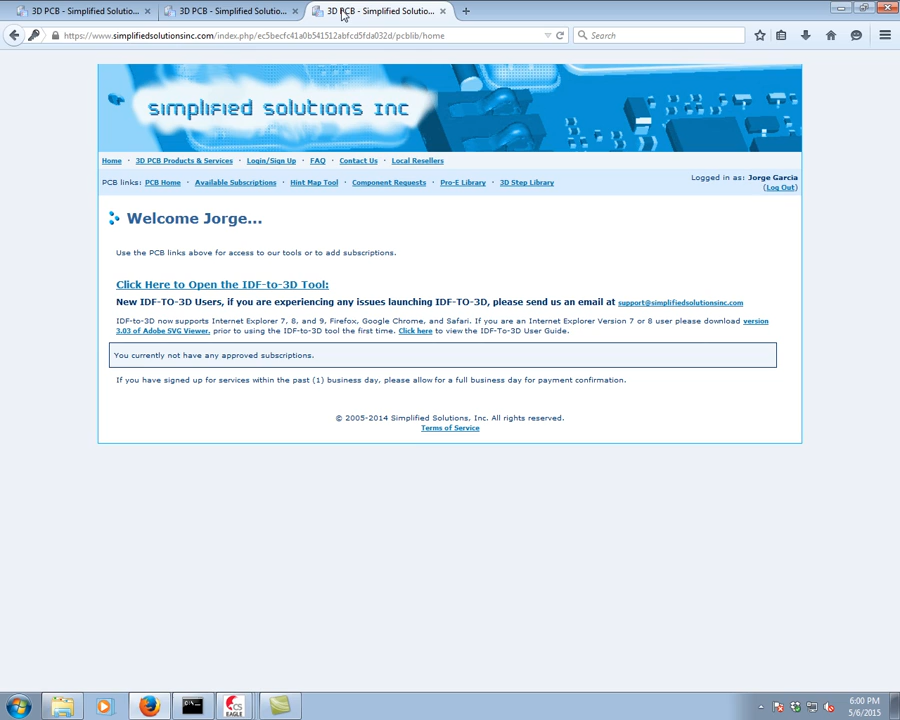 3D PCB - Simplified Solutio...
3D PCB - Simplified Solutio...
3D PCB - Simplified Solutio...
https://www.simplifiedsolutionsinc.com/index.php/ec5becfc41a0b541512abfcd5fda032d/pcblib/home
Search
simplified solutions inc
Home · 3D PCB Products & Services · Login/Sign Up · FAQ · Contact Us · Local Resellers
PCB links: PCB Home · Available Subscriptions · Hint Map Tool · Component Requests · Pro-E Library · 3D Step Library
Logged in as: Jorge Garcia
(Log Out)
Welcome Jorge...
Use the PCB links above for access to our tools or to add subscriptions.
Click Here to Open the IDF-to-3D Tool:
New IDF-TO-3D Users, if you are experiencing any issues launching IDF-TO-3D, please send us an email at support@simplifiedsolutionsinc.com
IDF-to-3D now supports Internet Explorer 7, 8, and 9, Firefox, Google Chrome, and Safari. If you are an Internet Explorer Version 7 or 8 user please download version
3.03 of Adobe SVG Viewer, prior to using the IDF-to-3D tool the first time. Click here to view the IDF-To-3D User Guide.
You currently not have any approved subscriptions.
If you have signed up for services within the past (1) business day, please allow for a full business day for payment confirmation.
© 2005-2014 Simplified Solutions, Inc. All rights reserved.
Terms of Service
CS
EAGLE
6:00 PM
5/6/2015